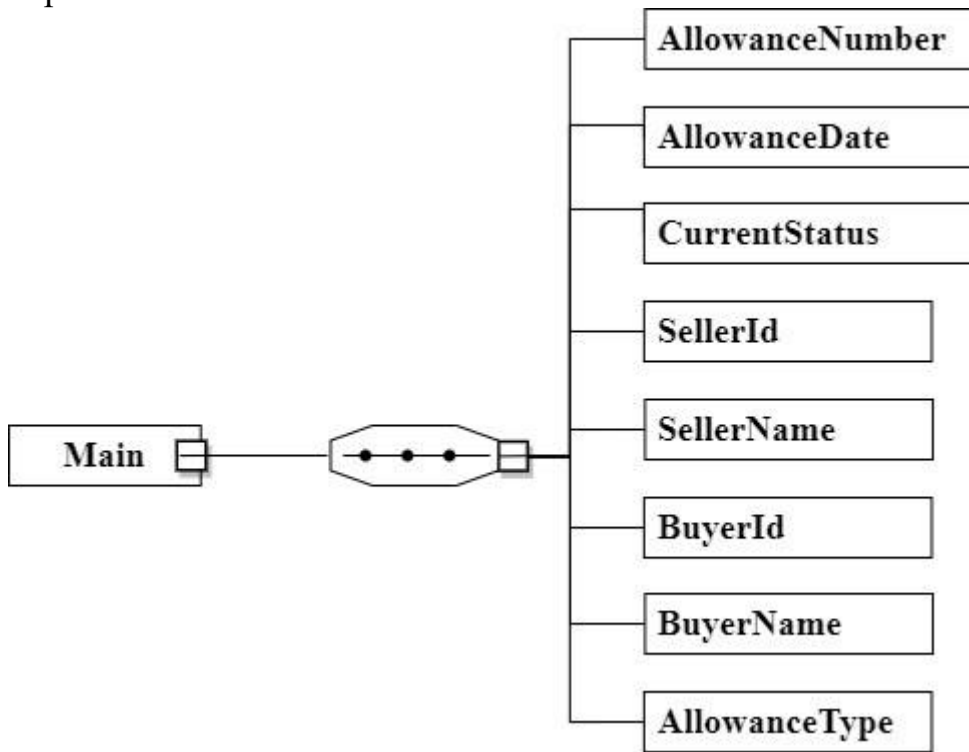 AllowanceNumber
AllowanceDate
CurrentStatus
SellerId
SellerName
Main
BuyerId
BuyerName
AllowanceType